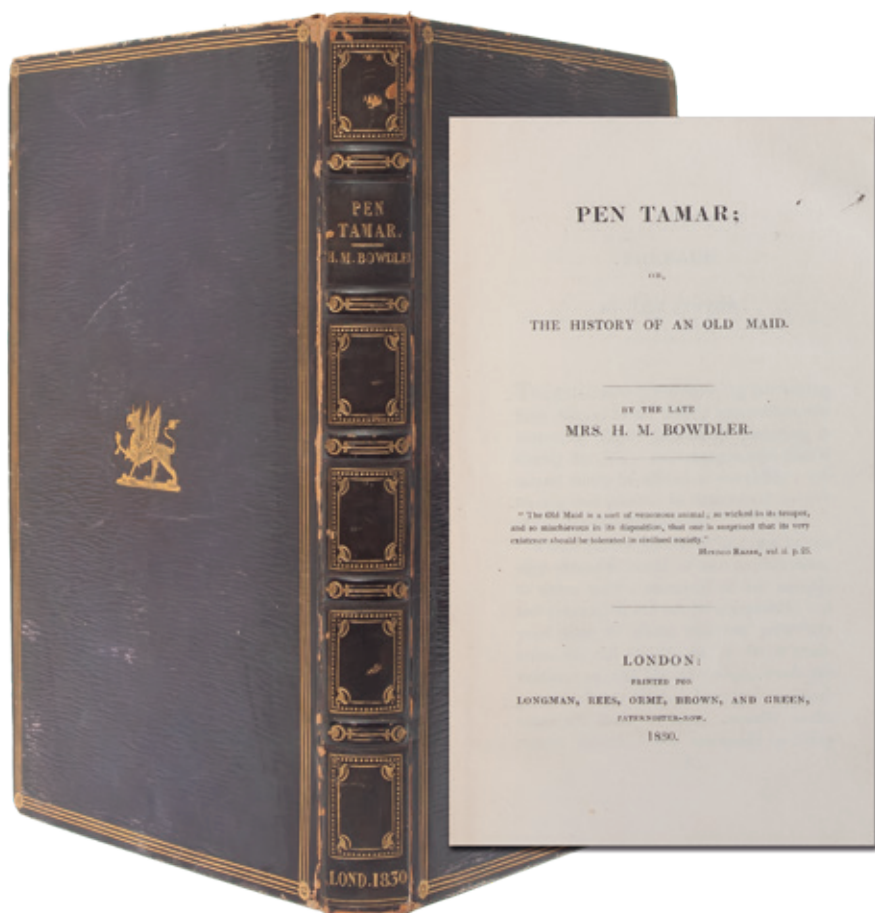 PEN
TAMAR.
H. M. BOWDLER
LOND. 1830
PEN TAMAR;
OR,
THE HISTORY OF AN OLD MAID.
BY THE LATE
MRS. H. M. BOWDLER.
" The Old Maid is a sort of venomous animal; so wicked in its temper,
and so mischievous in its disposition, that one is surprised that its very
existence should be tolerated in civilized society."
vol. ii. p. 25.
LONDON:
PRINTED FOR
LONGMAN, REES, ORME, BROWN, AND GREEN,
PATERNOSTER-ROW.
1830.